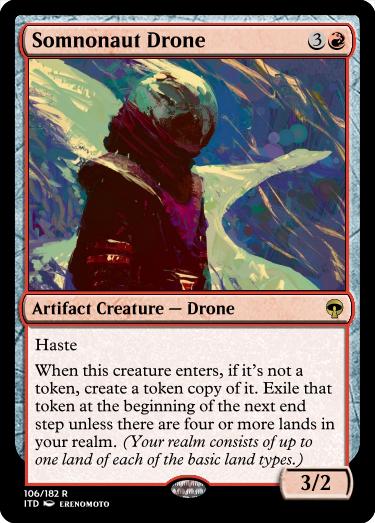 Somnonaut Drone 3
Artifact Creature — Drone
Haste
When this creature enters, if it's not a
token, create a token copy of it. Exile that
token at the beginning of the next end
step unless there are four or more lands in
your realm. (Your realm consists of up to
one land of each of the basic land types.)
3/2
106/182 R
ITD ERENOMOTO